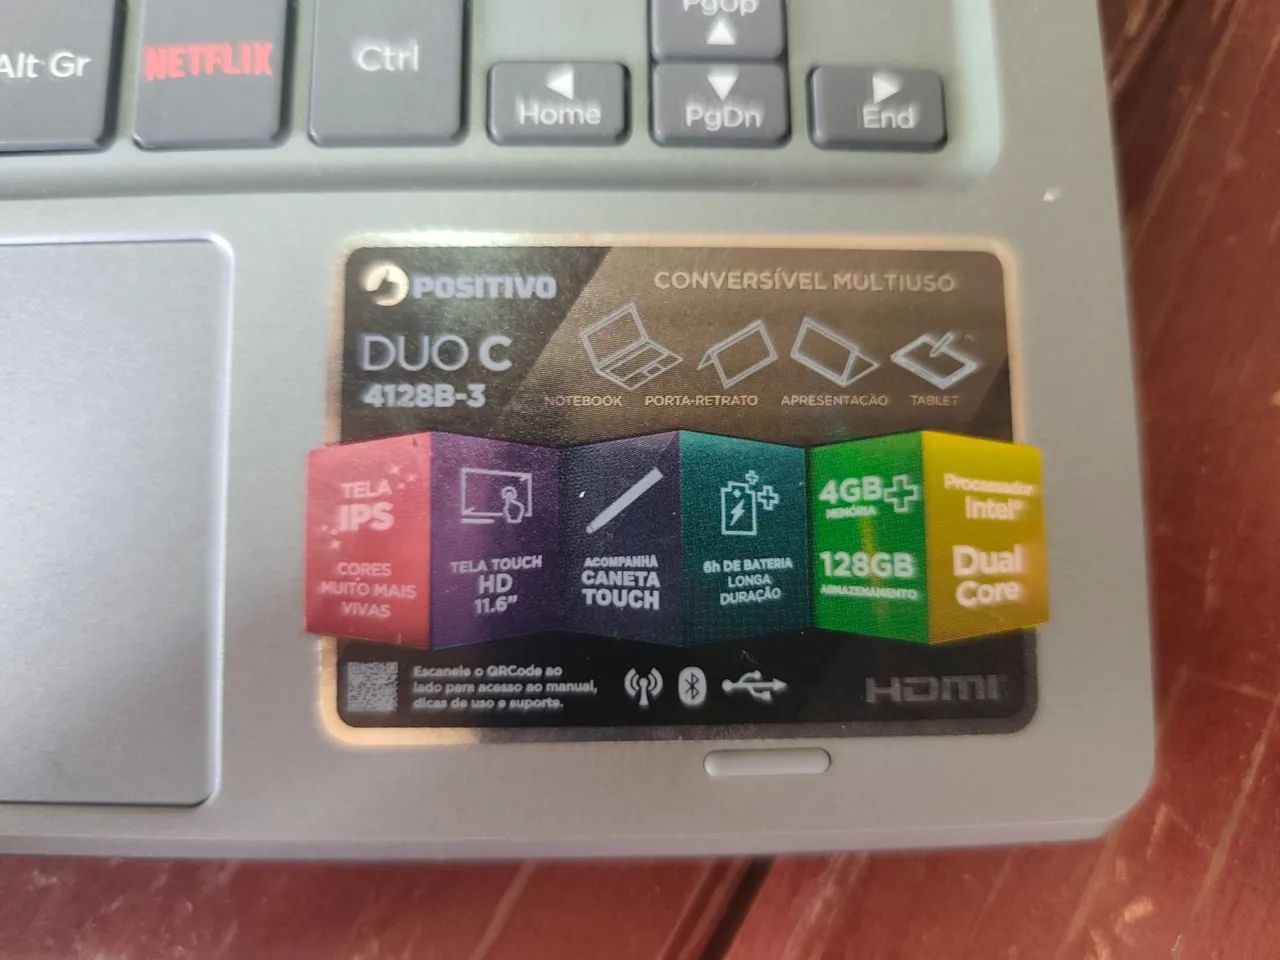 PgUp
Alt Gr
NETFLIX
Ctrl
Home
PgDn
End
POSITIVO
CONVERSÍVEL MULTIUSO
DUO C
4128B-3
NOTEBOOK
PORTA-RETRATO
APRESENTAÇÃO
TABLET
TELA
IPS
CORES
MUITO MAIS
VIVAS
TELA TOUCH
HD
11.6”
ACOMPANHA
CANETA
TOUCH
6h DE BATERIA
LONGA
DURAÇÃO
4GB
MEMÓRIA
128GB
ARMAZENAMENTO
Processador
Intel®
Dual
Core
Escaneie o QRCode ao
lado para acesso ao manual,
dicas de uso e suporte.
HDMI